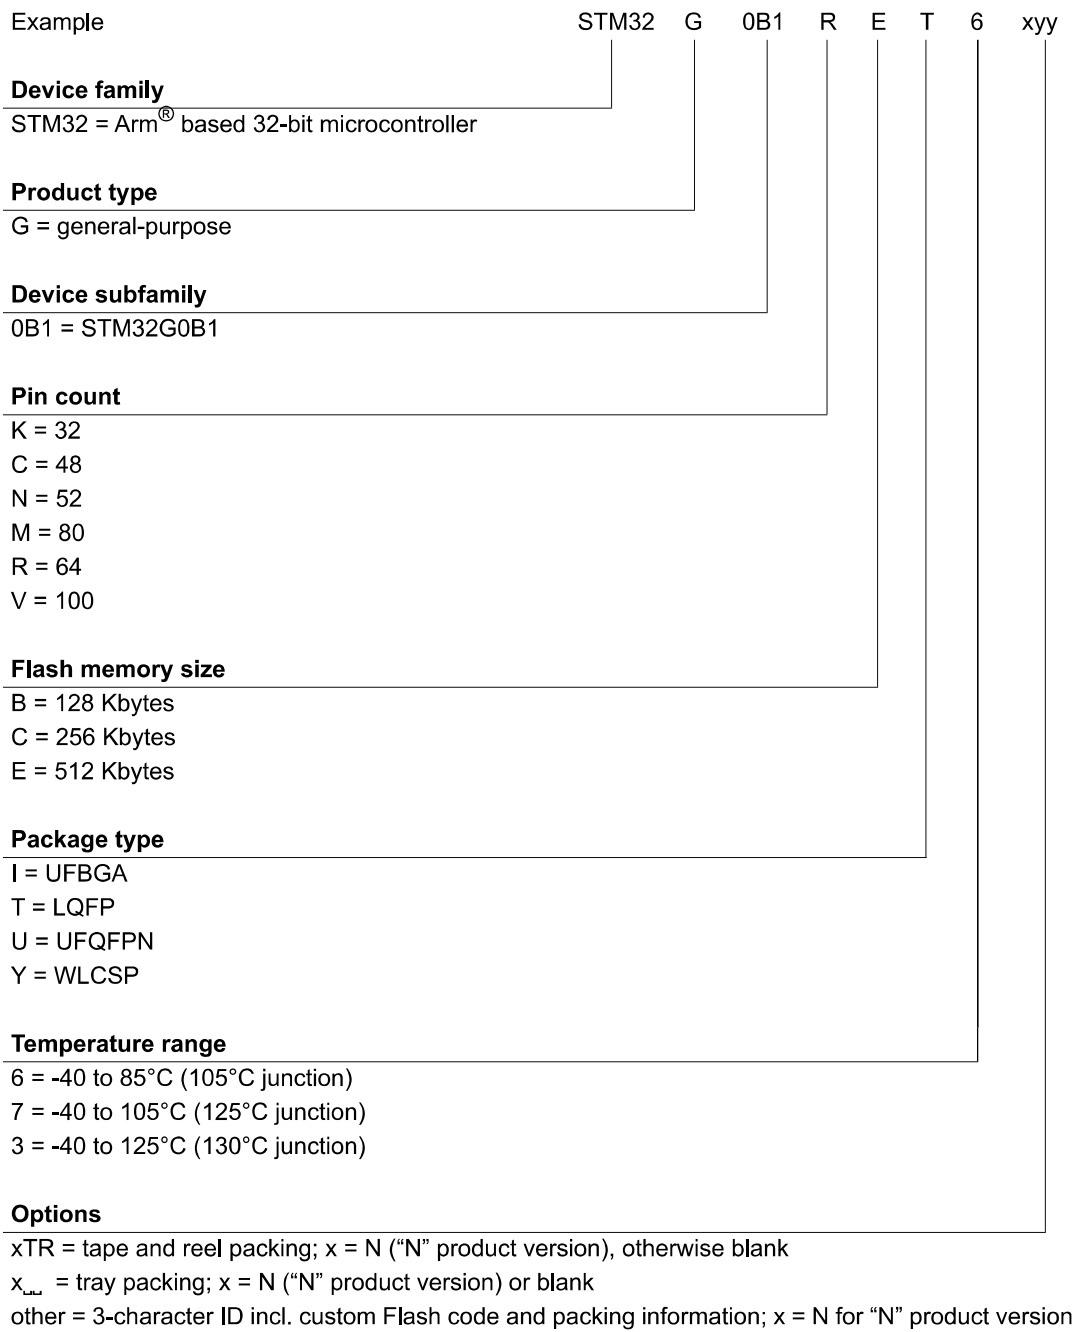 Example STM32 G 0B1 R E T 6 xyy
Device family
STM32 = Arm® based 32-bit microcontroller
Product type
G = general-purpose
Device subfamily
0B1 = STM32G0B1
Pin count
K = 32
C = 48
N = 52
M = 80
R = 64
V = 100
Flash memory size
B = 128 Kbytes
C = 256 Kbytes
E = 512 Kbytes
Package type
I = UFBGA
T = LQFP
U = UFQFPN
Y = WLCSP
Temperature range
6 = -40 to 85°C (105°C junction)
7 = -40 to 105°C (125°C junction)
3 = -40 to 125°C (130°C junction)
Options
xTR = tape and reel packing; x = N (“N” product version), otherwise blank
x␣␣ = tray packing; x = N (“N” product version) or blank
other = 3-character ID incl. custom Flash code and packing information; x = N for “N” product version